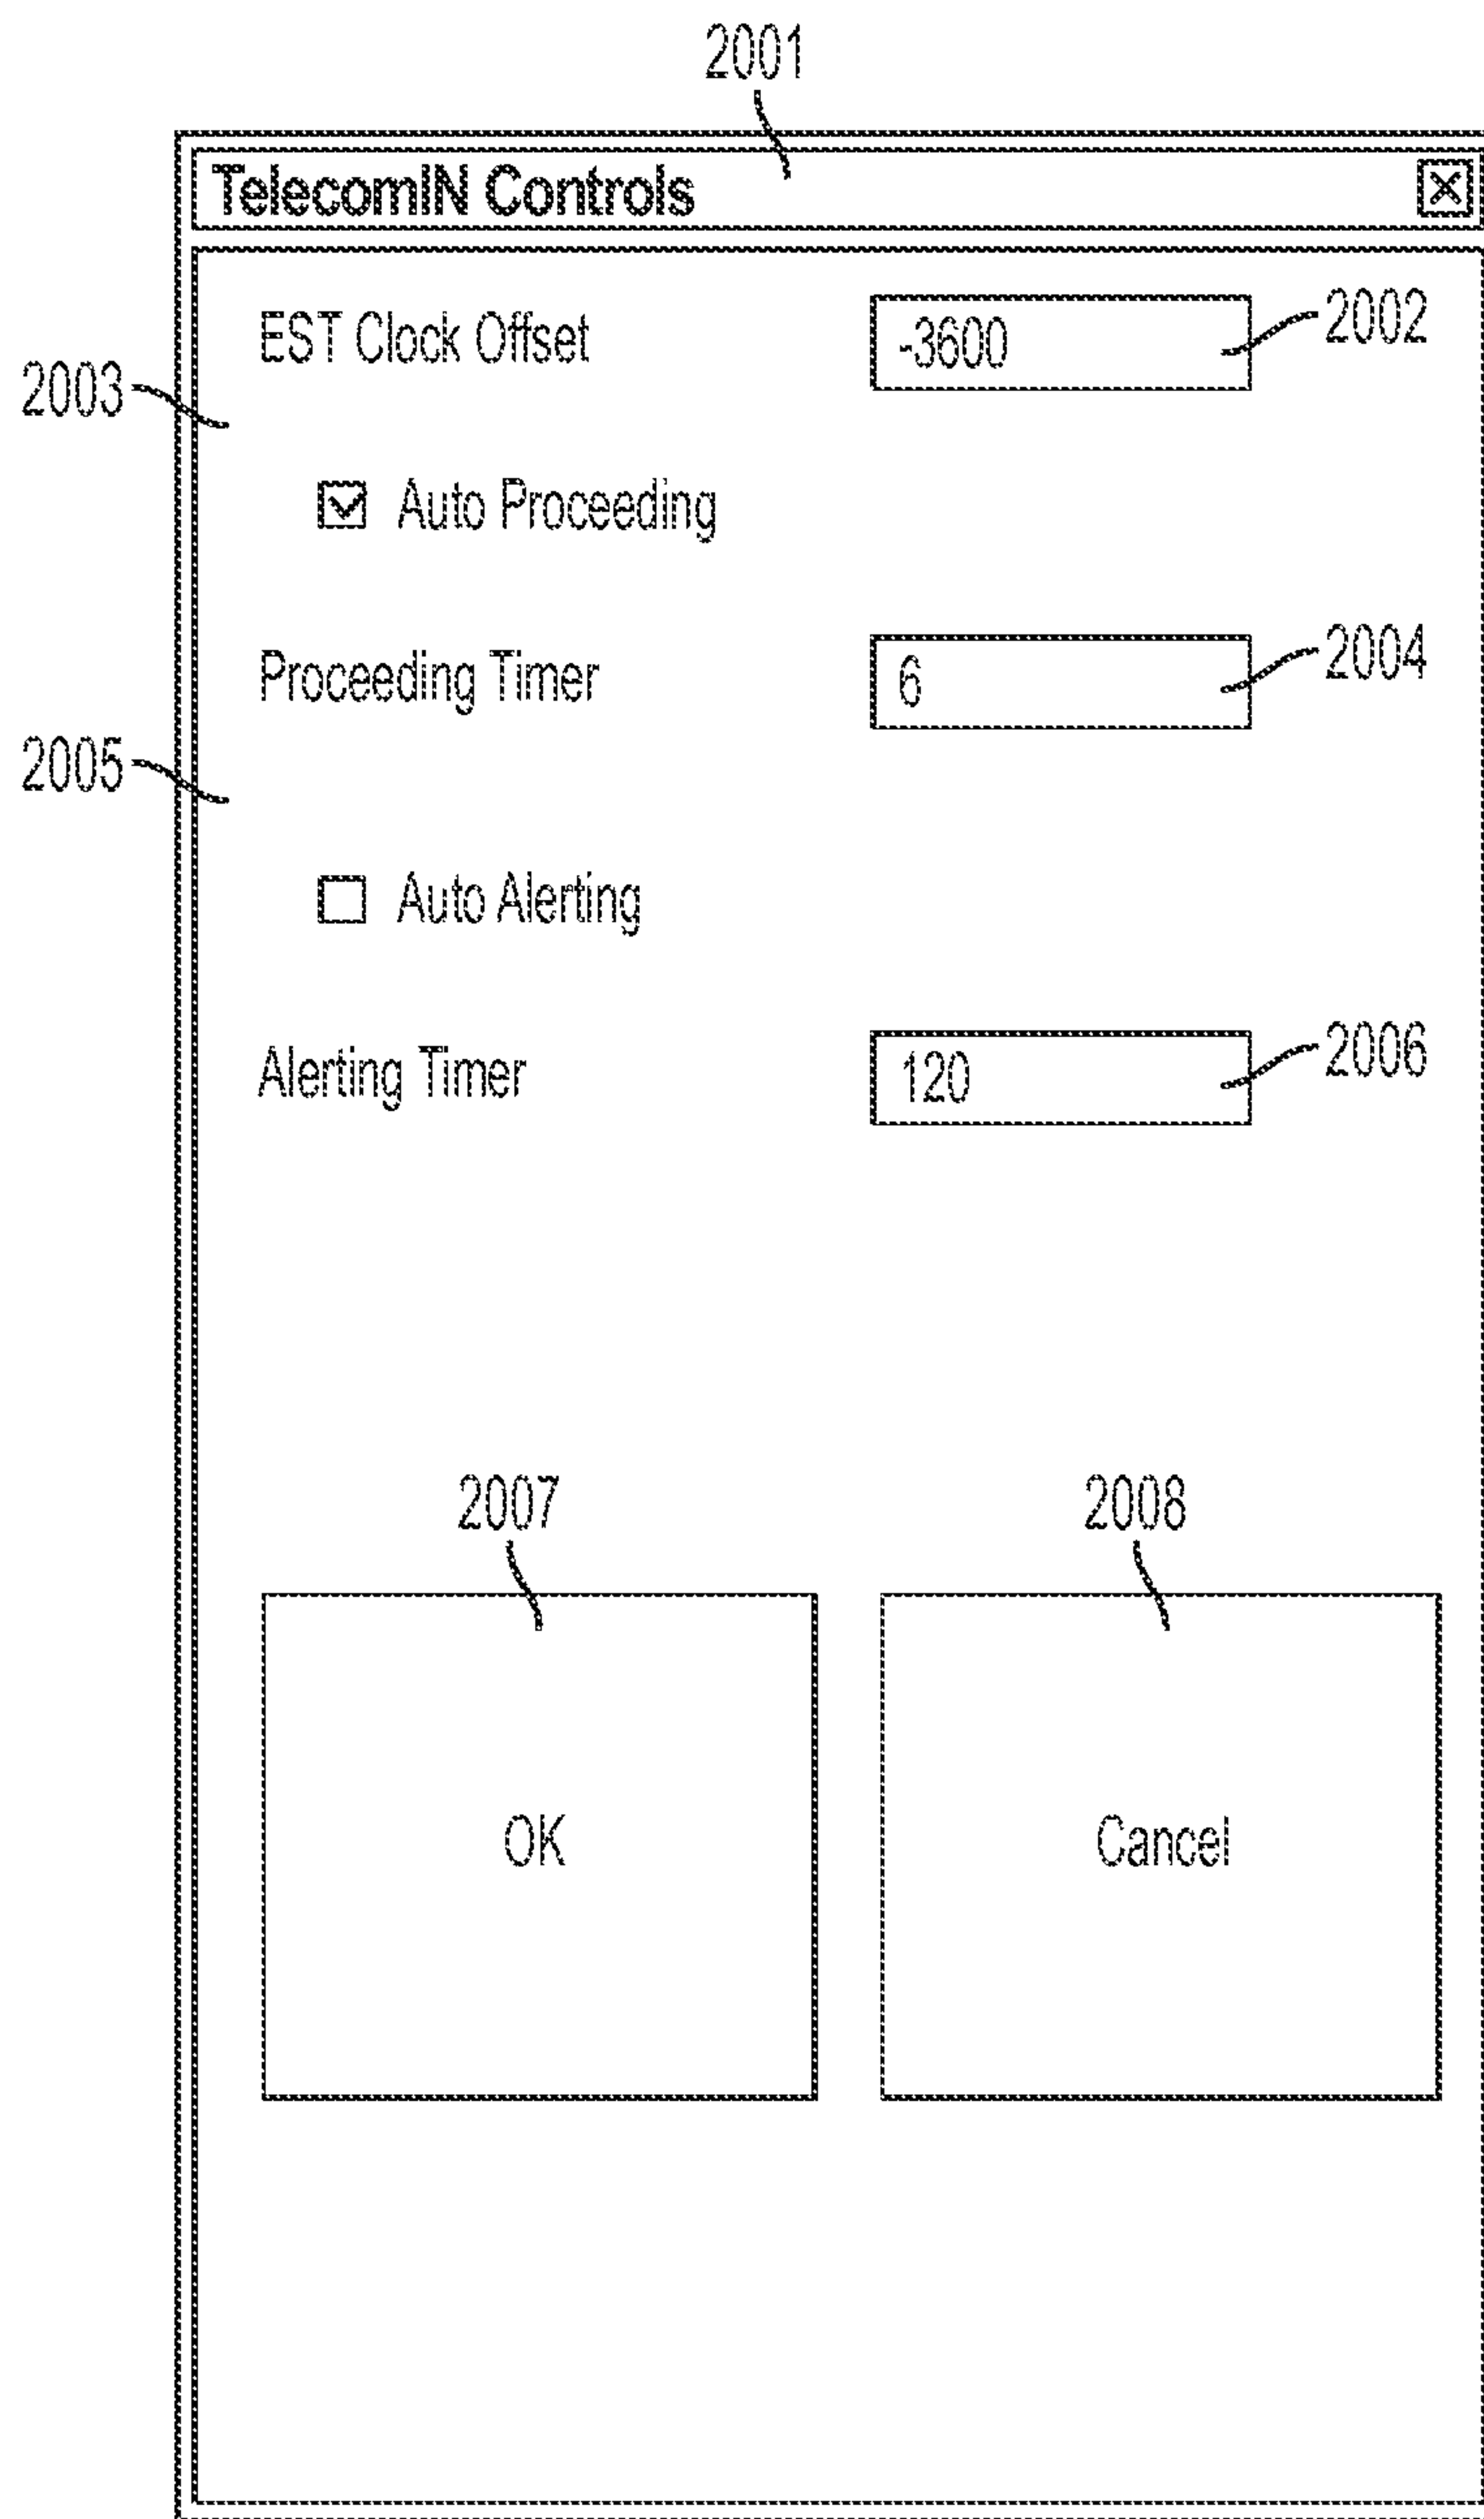 2001
TelecomIN Controls
EST Clock Offset
-3600
2002
2003
Auto Proceeding
Proceeding Timer
6
2004
2005
Auto Alerting
Alerting Timer
120
2006
2007
2008
OK
Cancel